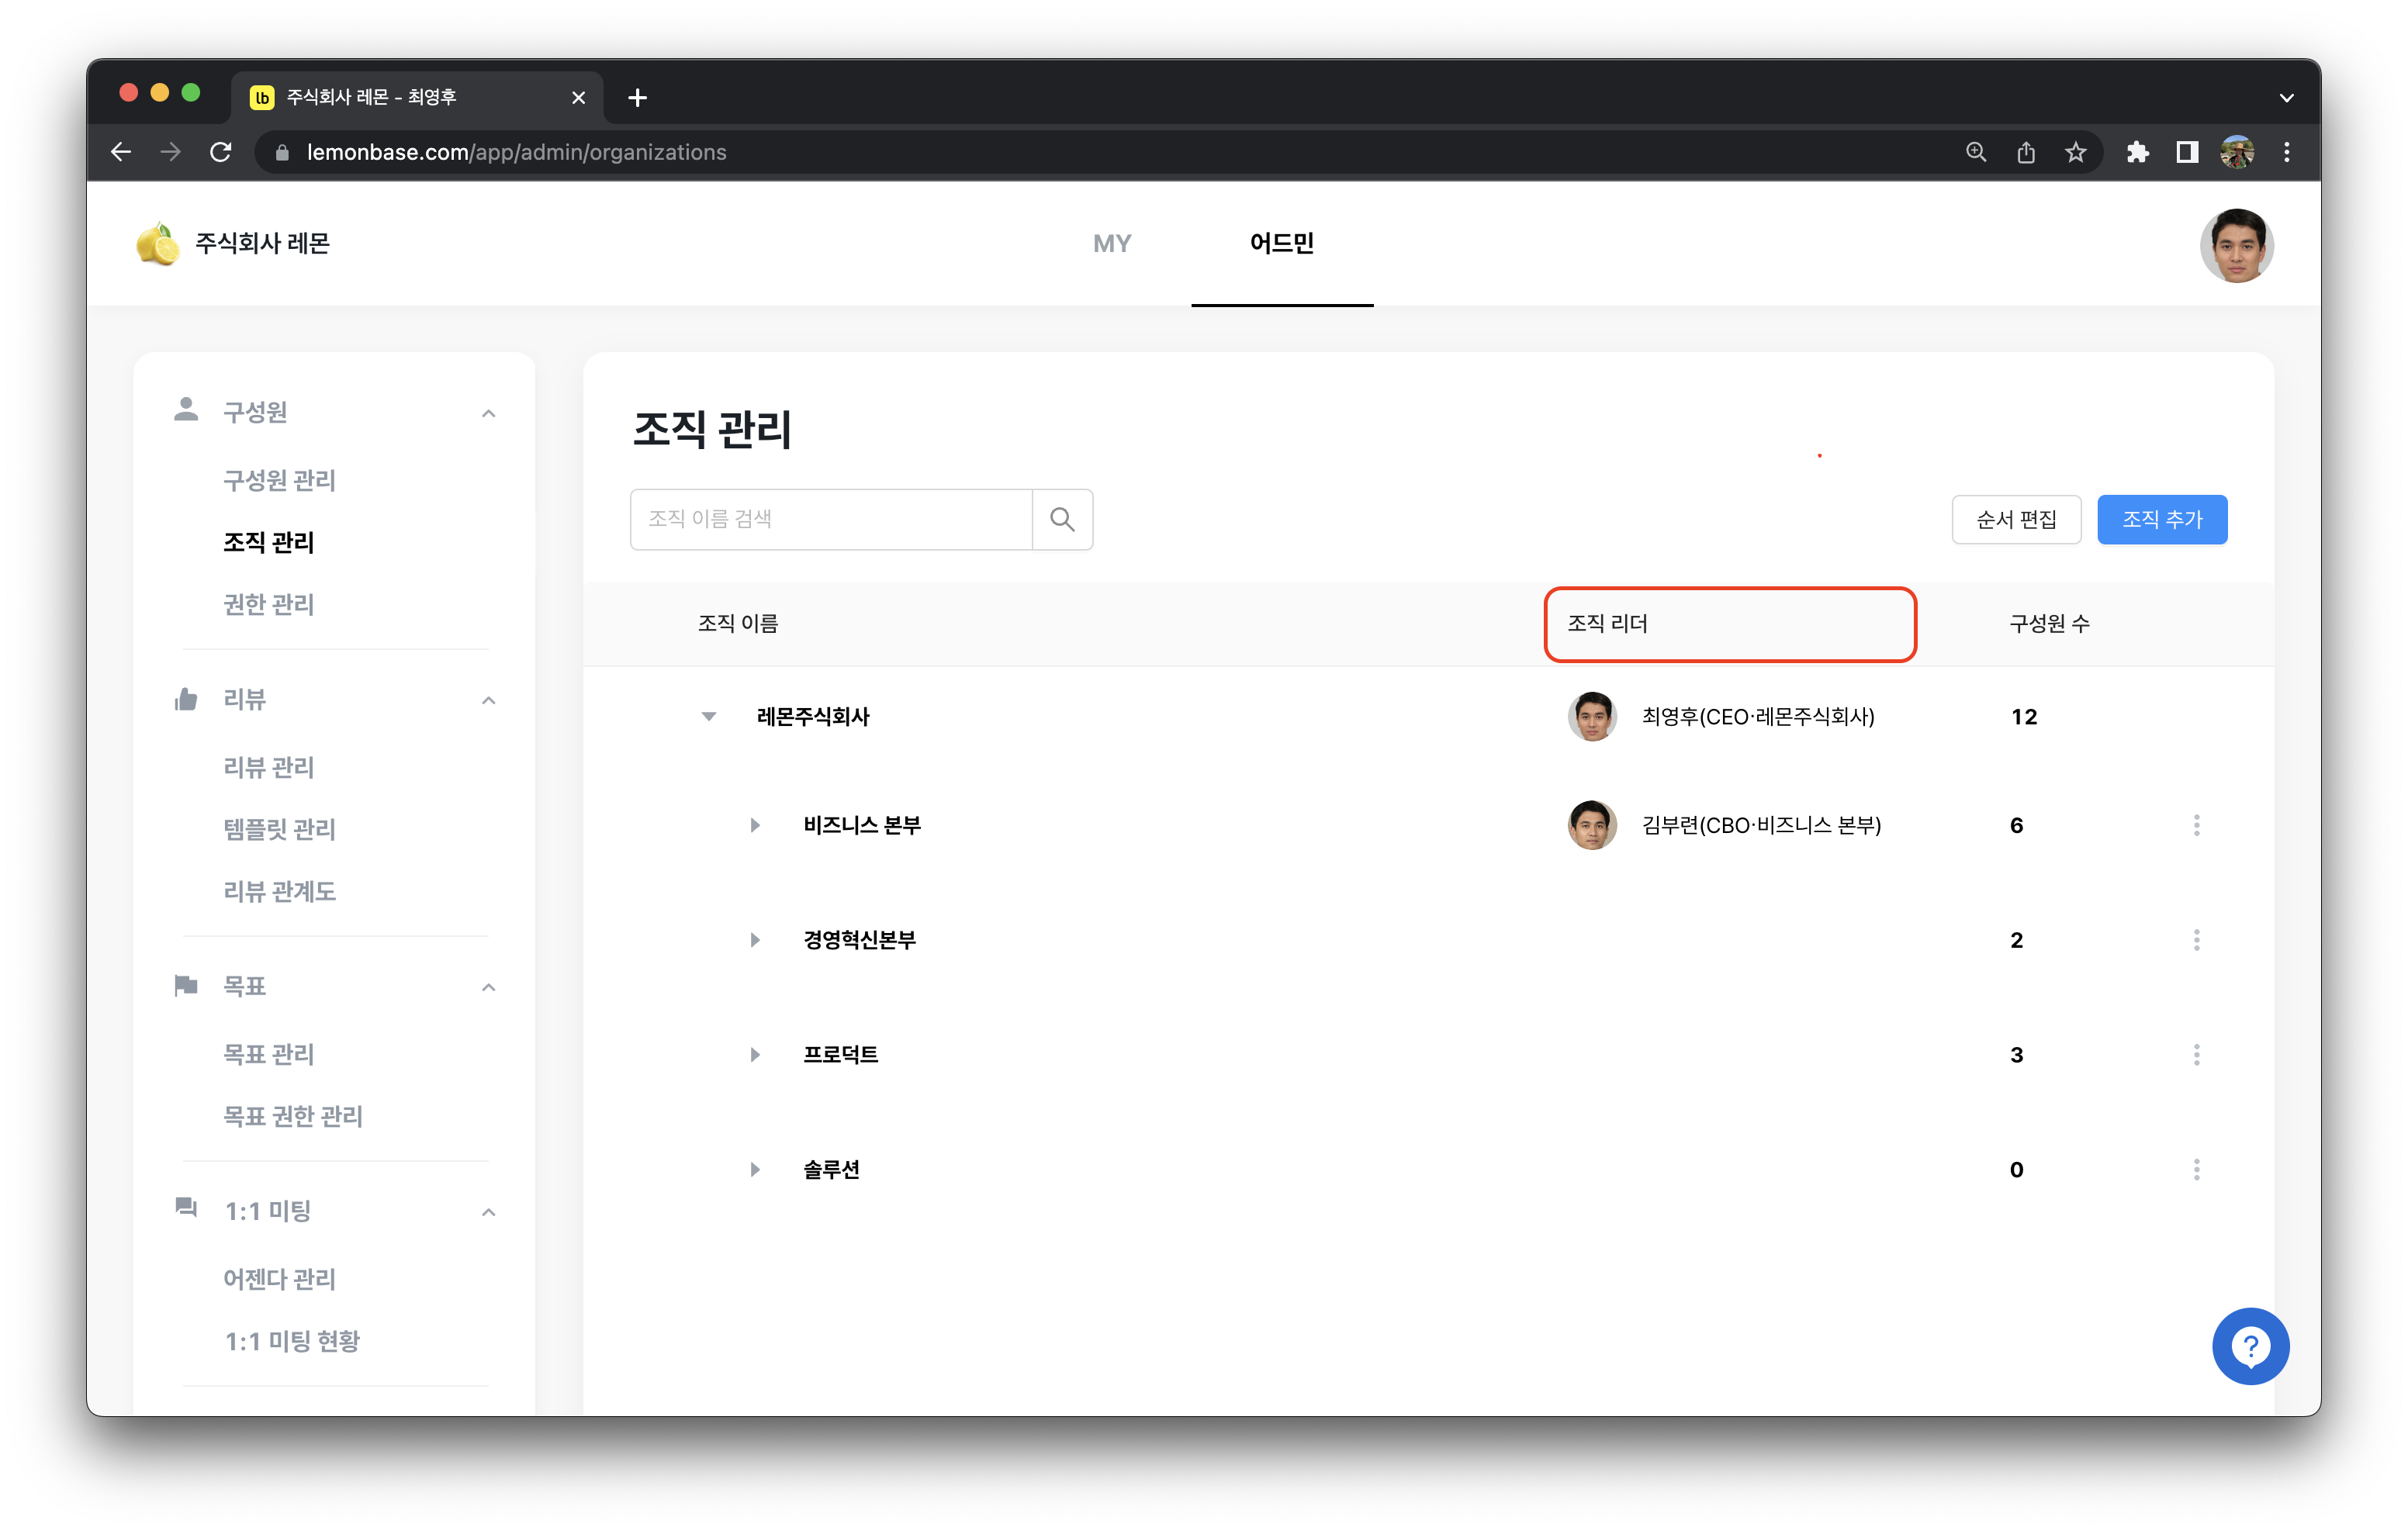 lb 주식회사 레몬 - 최영후
lemonbase.com/app/admin/organizations
주식회사 레몬
MY
어드민
구성원
구성원 관리
조직 관리
권한 관리
리뷰
리뷰 관리
템플릿 관리
리뷰 관계도
목표
목표 관리
목표 권한 관리
1:1 미팅
어젠다 관리
1:1 미팅 현황
조직 관리
조직 이름 검색
순서 편집
조직 추가
조직 이름 조직 리더 구성원 수
레몬주식회사 최영후(CEO·레몬주식회사) 12
비즈니스 본부 김부련(CBO·비즈니스 본부) 6
경영혁신본부 2
프로덕트 3
솔루션 0
?